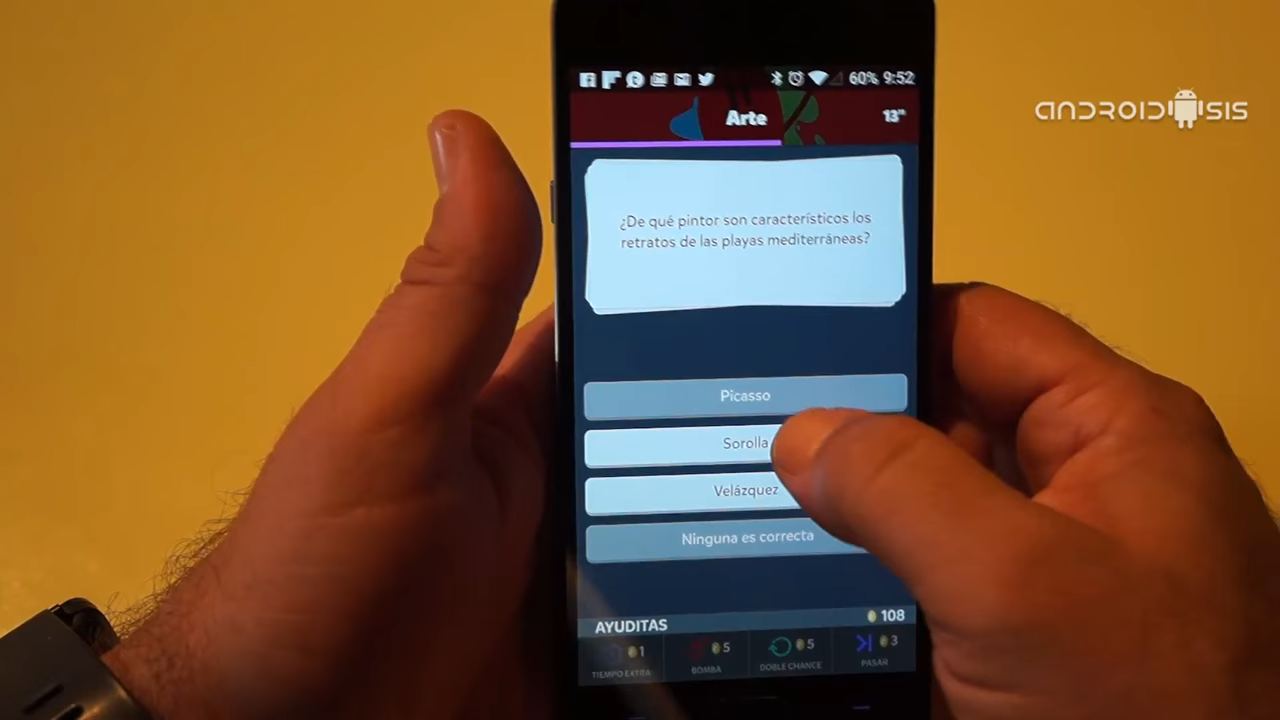 60% 9:52
ANDROIDSIS
Arte
13"
¿De qué pintor son característicos los
retratos de las playas mediterráneas?
Picasso
Sorolla
Velázquez
Ninguna es correcta
AYUDITAS
108
1
5
5
3
TIEMPO EXTRA
BOMBA
DOBLE CHANCE
PASAR